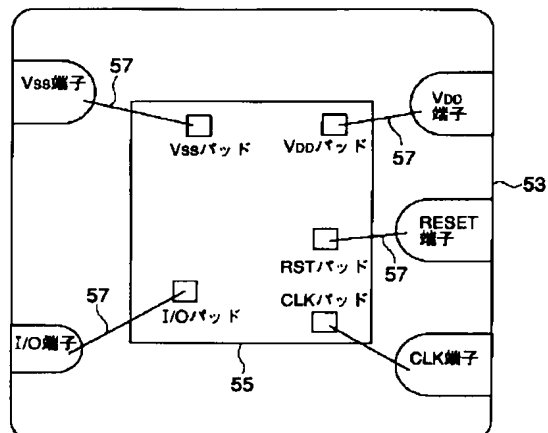 VSS端子
57
VDD
端子
57
VSSパッド
VDDパッド
53
RESET
端子
57
RSTパッド
CLKパッド
57
I/Oパッド
I/O端子
CLK端子
55